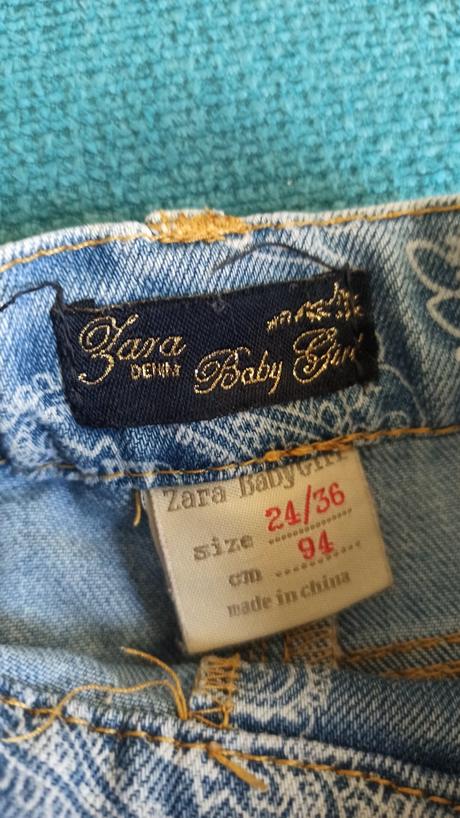 Zara
DENIM
Baby Girl
Zara BabyGirl
size 24/36
cm 94
made in china